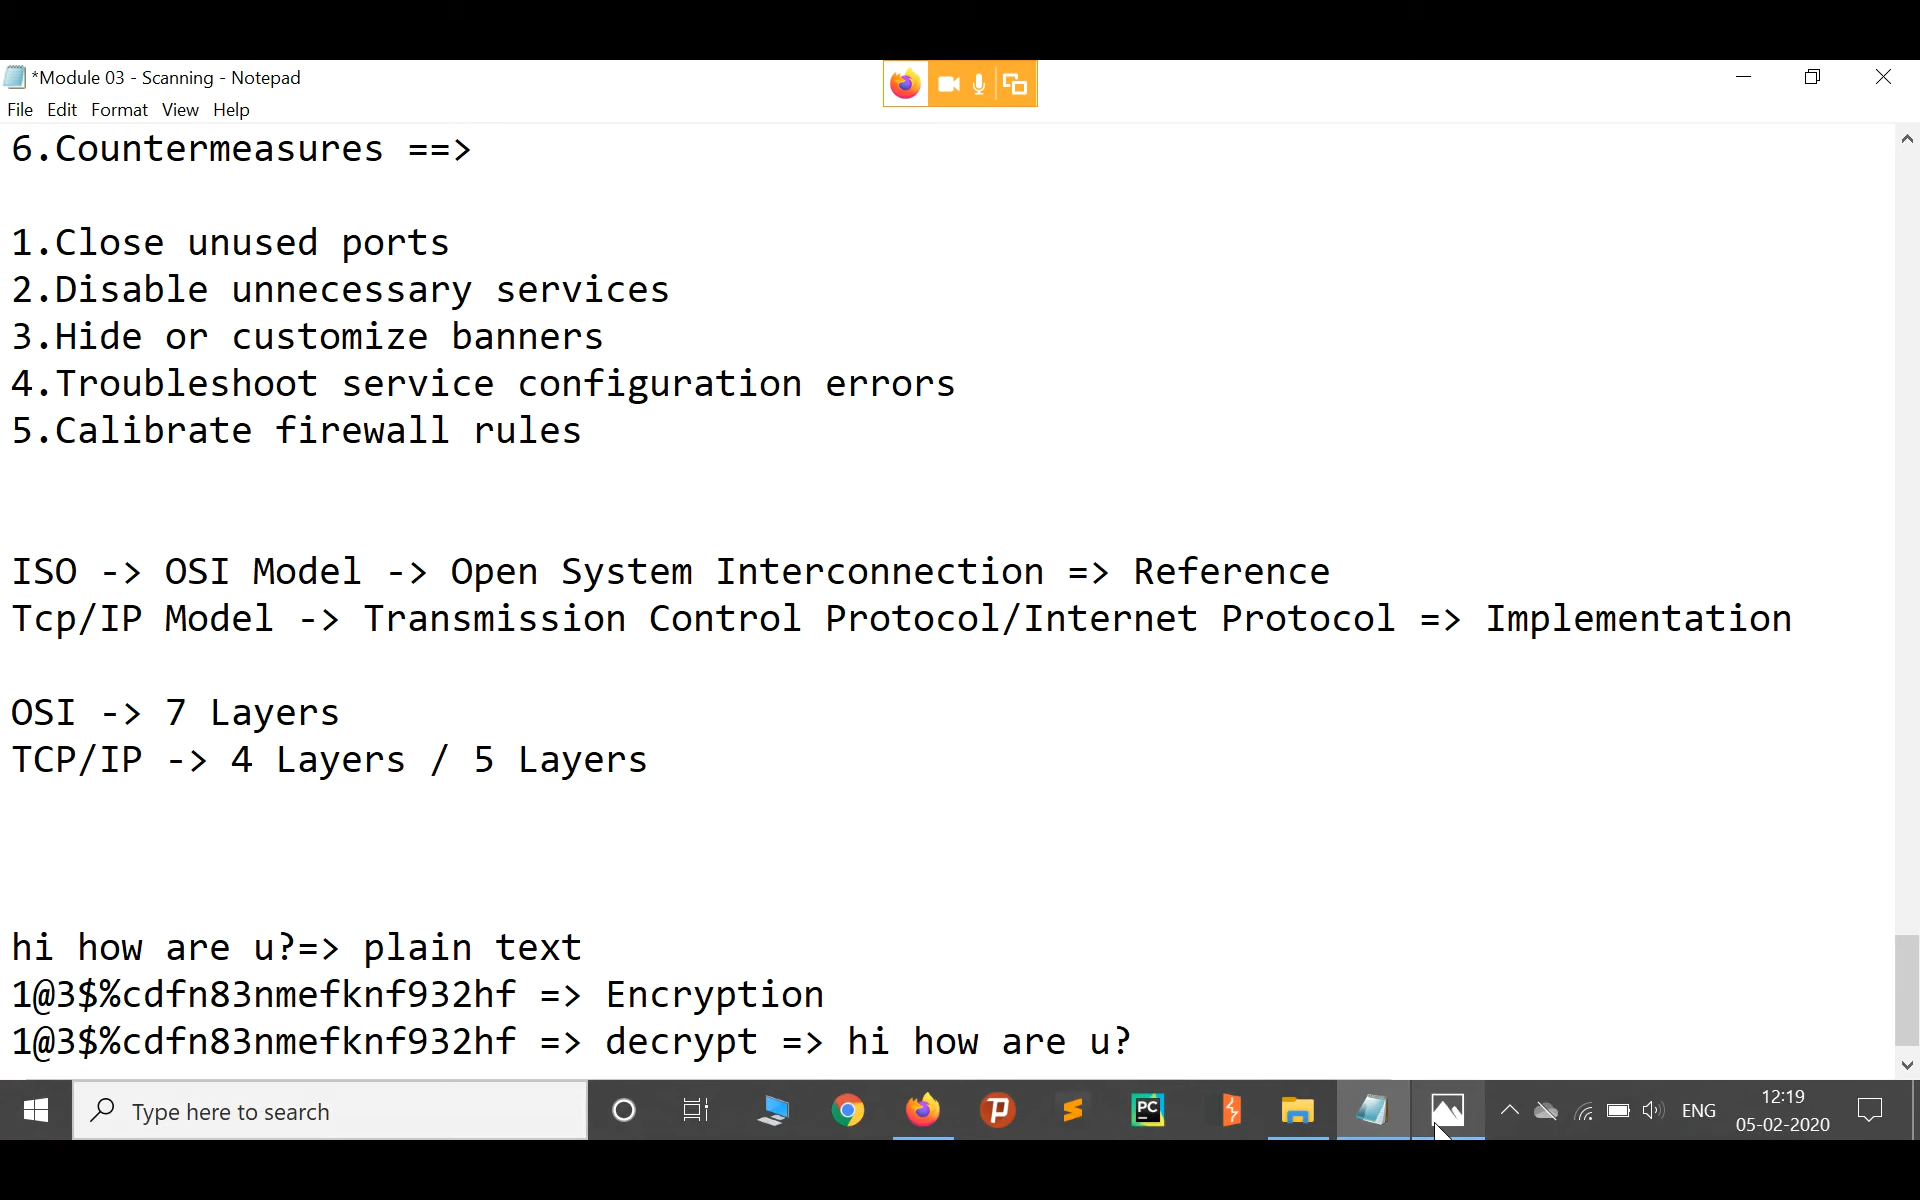 *Module 03 - Scanning - Notepad
File Edit Format View Help
6.Countermeasures ==>
1.Close unused ports
2.Disable unnecessary services
3.Hide or customize banners
4.Troubleshoot service configuration errors
5.Calibrate firewall rules
ISO -> OSI Model -> Open System Interconnection => Reference
Tcp/IP Model -> Transmission Control Protocol/Internet Protocol => Implementation
OSI -> 7 Layers
TCP/IP -> 4 Layers / 5 Layers
hi how are u?=> plain text
1@3$%cdfn83nmefknf932hf => Encryption
1@3$%cdfn83nmefknf932hf => decrypt => hi how are u?
Type here to search
PC
ENG
12:19
05-02-2020